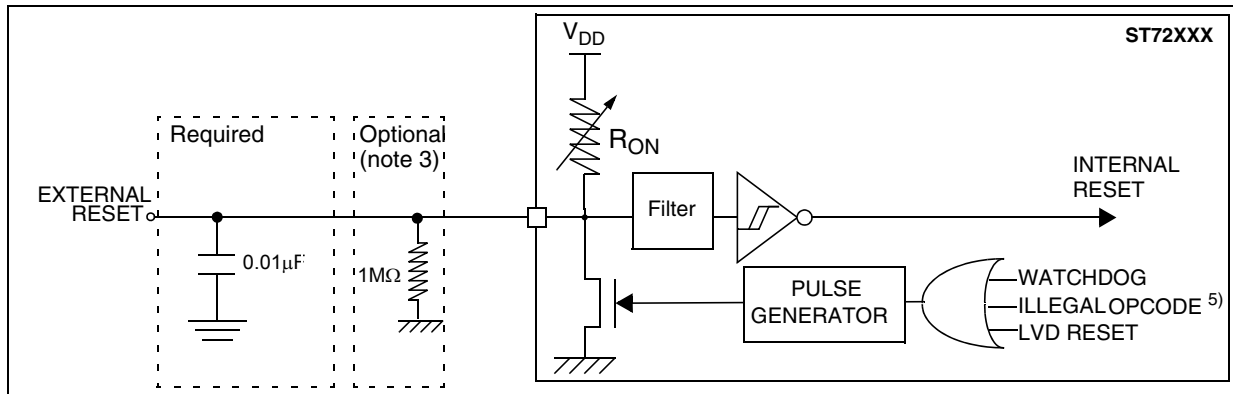 V_DD
ST72XXX
Required
Optional
(note 3)
R_ON
EXTERNAL
RESET
Filter
INTERNAL
RESET
0.01μF
1MΩ
PULSE
GENERATOR
WATCHDOG
ILLEGAL OPCODE 5)
LVD RESET